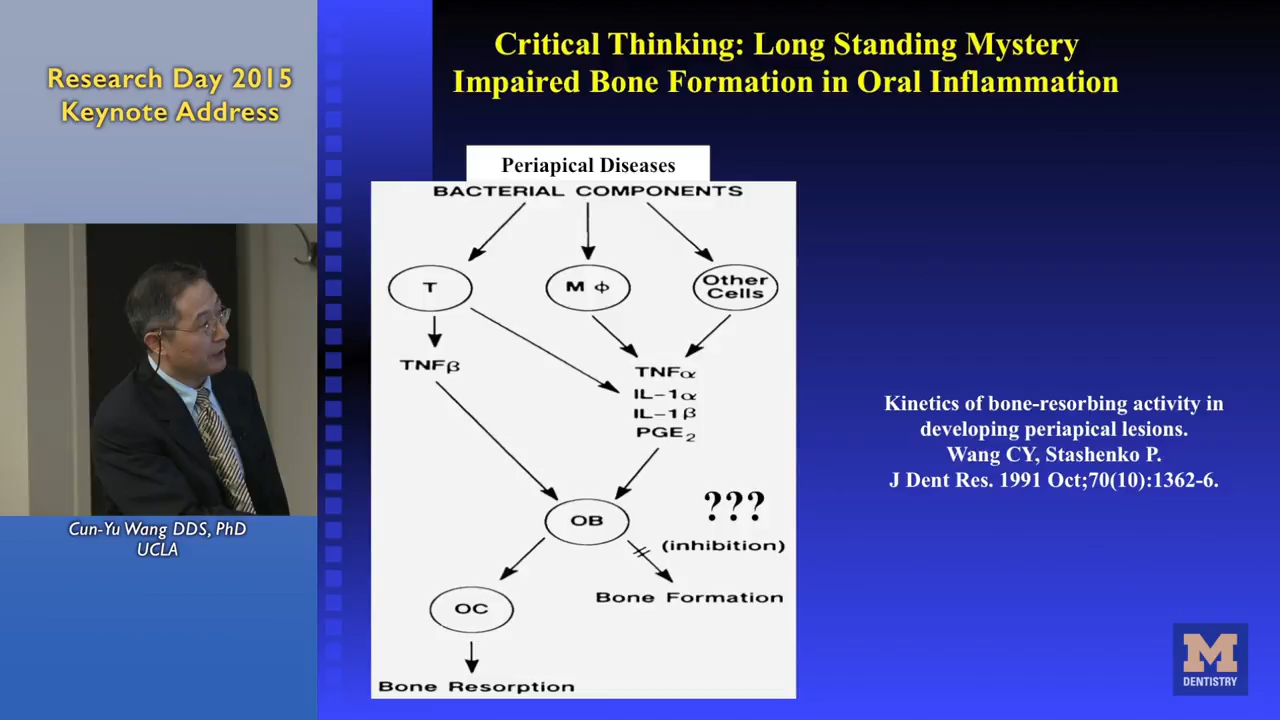 Research Day 2015
Keynote Address
Cun-Yu Wang DDS, PhD
UCLA
Critical Thinking: Long Standing Mystery
Impaired Bone Formation in Oral Inflammation
Periapical Diseases
BACTERIAL COMPONENTS
T
M ϕ
Other
Cells
TNFβ
TNFα
IL-1α
IL-1β
PGE₂
OB
???
(inhibition)
OC
Bone Formation
Bone Resorption
Kinetics of bone-resorbing activity in
developing periapical lesions.
Wang CY, Stashenko P.
J Dent Res. 1991 Oct;70(10):1362-6.
M
DENTISTRY